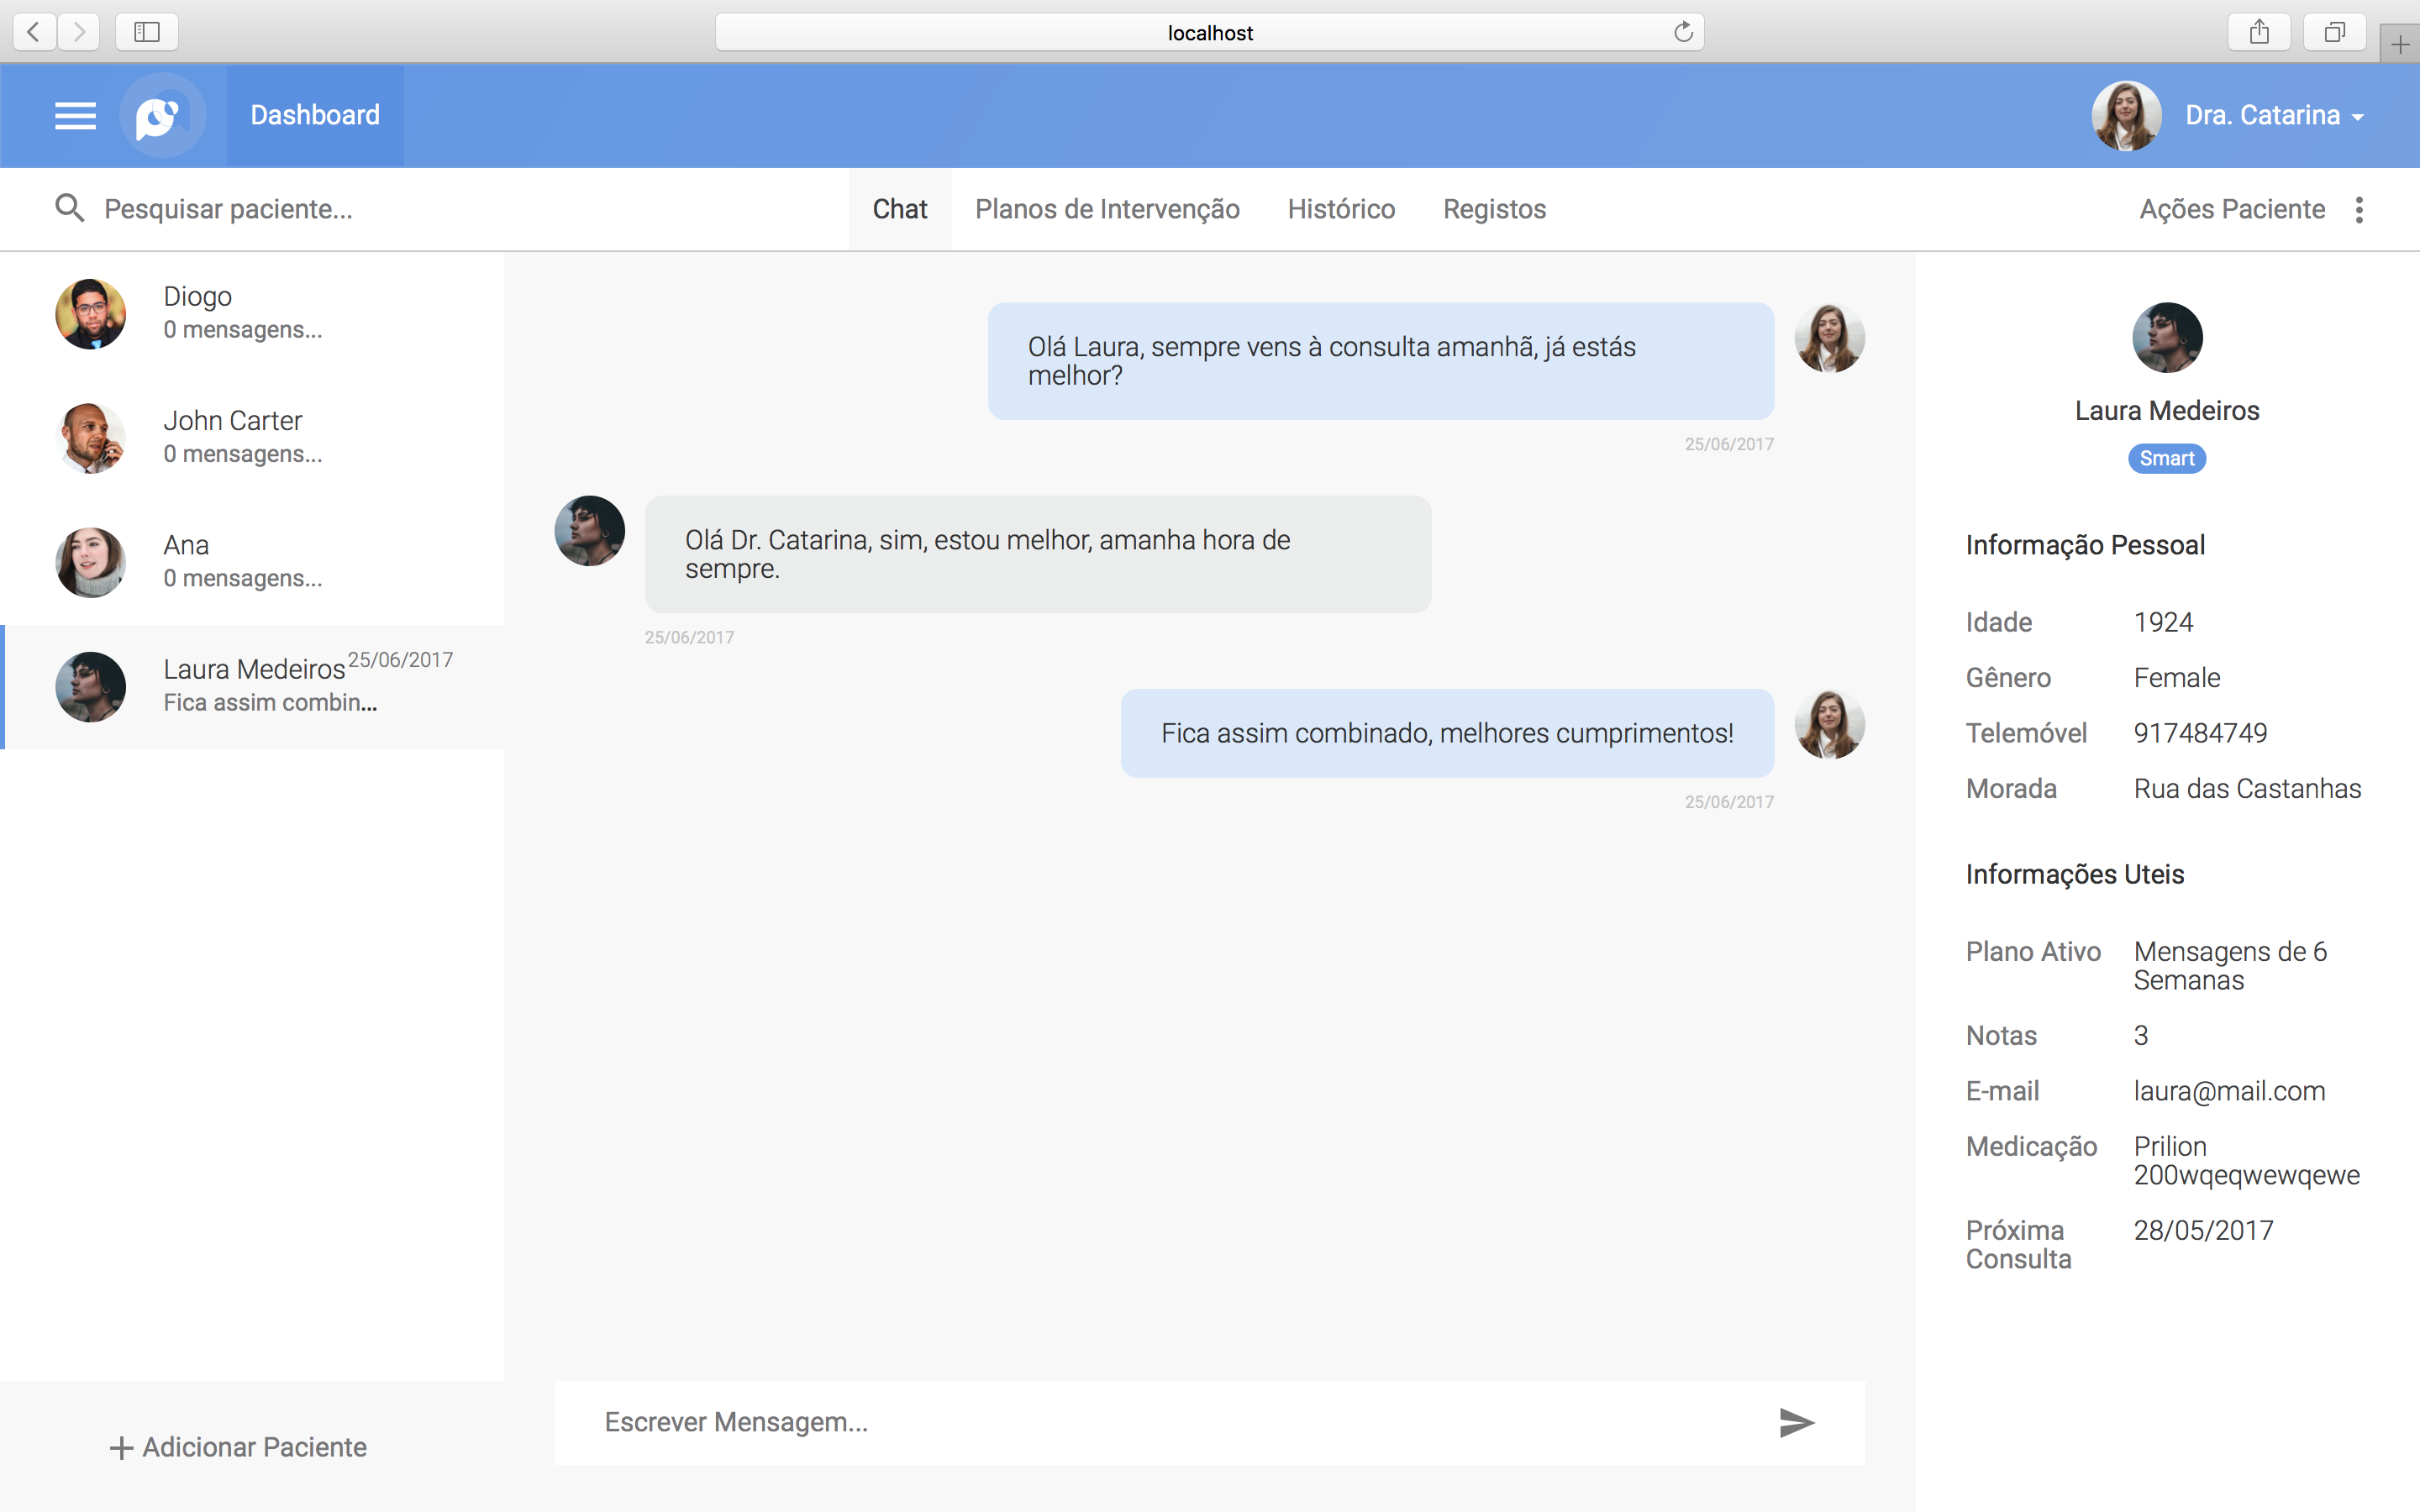 localhost
Dashboard
Dra. Catarina
Pesquisar paciente...
Chat
Planos de Intervenção
Histórico
Registos
Ações Paciente
Diogo
0 mensagens...
John Carter
0 mensagens...
Ana
0 mensagens...
Laura Medeiros
25/06/2017
Fica assim combin...
Adicionar Paciente
Olá Laura, sempre vens à consulta amanhã, já estás
melhor?
25/06/2017
Olá Dr. Catarina, sim, estou melhor, amanha hora de
sempre.
25/06/2017
Fica assim combinado, melhores cumprimentos!
25/06/2017
Escrever Mensagem...
Laura Medeiros
Smart
Informação Pessoal
Idade 1924
Gênero Female
Telemóvel 917484749
Morada Rua das Castanhas
Informações Uteis
Plano Ativo Mensagens de 6
Semanas
Notas 3
E-mail laura@mail.com
Medicação Prilion
200wqeqwewqewe
Próxima 28/05/2017
Consulta